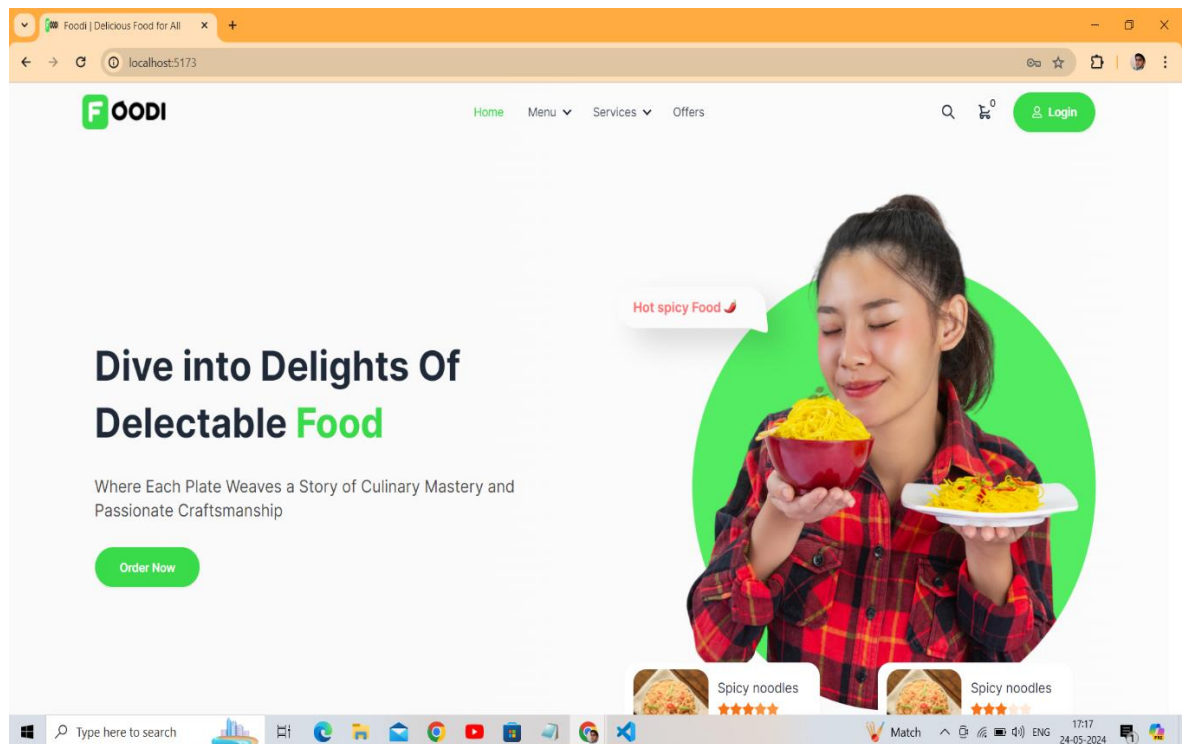 Foodi | Delicious Food for All
localhost:5173
FOODI
Home Menu Services Offers
0
Login
Hot spicy Food
Dive into Delights Of
Delectable Food
Where Each Plate Weaves a Story of Culinary Mastery and
Passionate Craftsmanship
Order Now
Spicy noodles
Spicy noodles
Type here to search
Match
ENG
17:17
24-05-2024
1